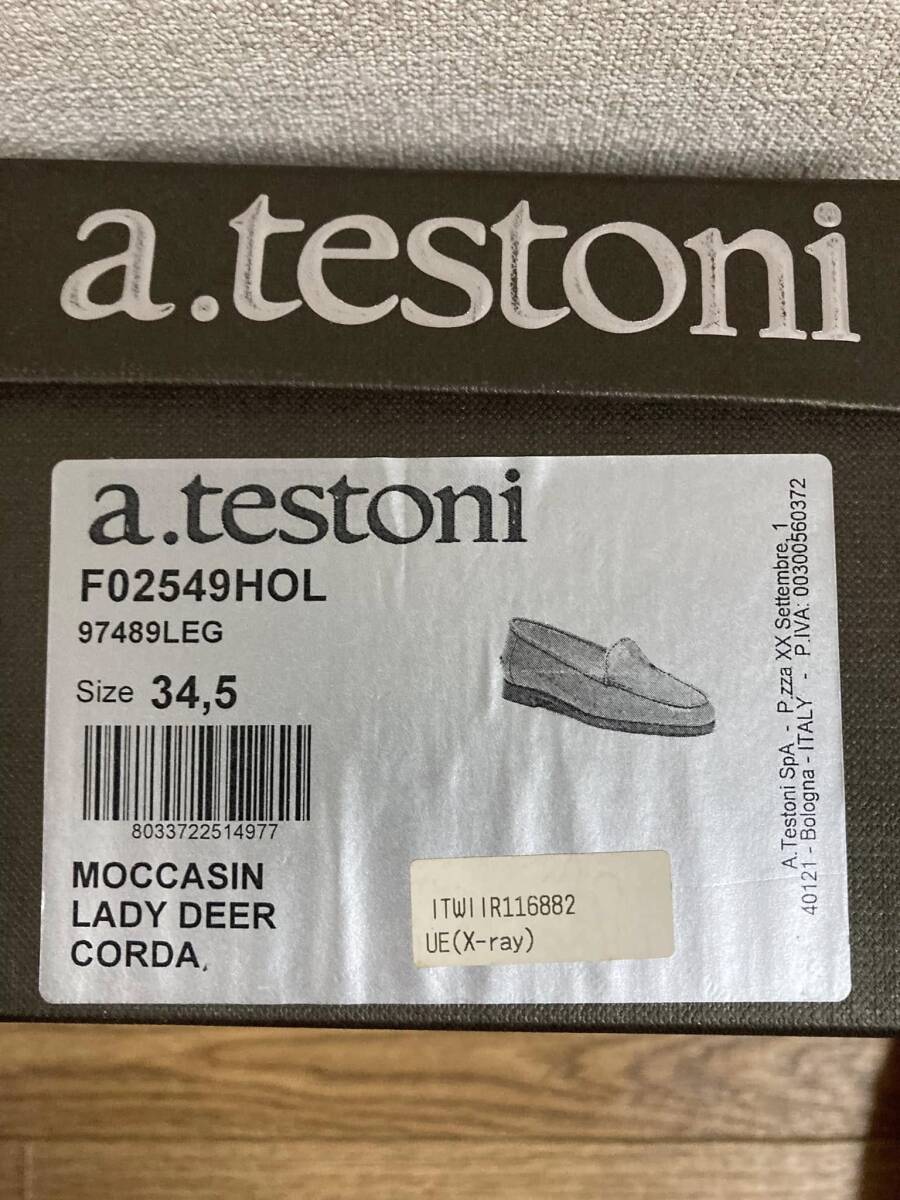 a.testoni
a.testoni
F02549HOL
97489LEG
Size 34,5
8033722514977
MOCCASIN
LADY DEER
CORDA
ITWIIR116882
UE(X-ray)
A.Testoni SpA - P.zza XX Settembre, 1
40121 - Bologna - ITALY - P.IVA: 00300560372